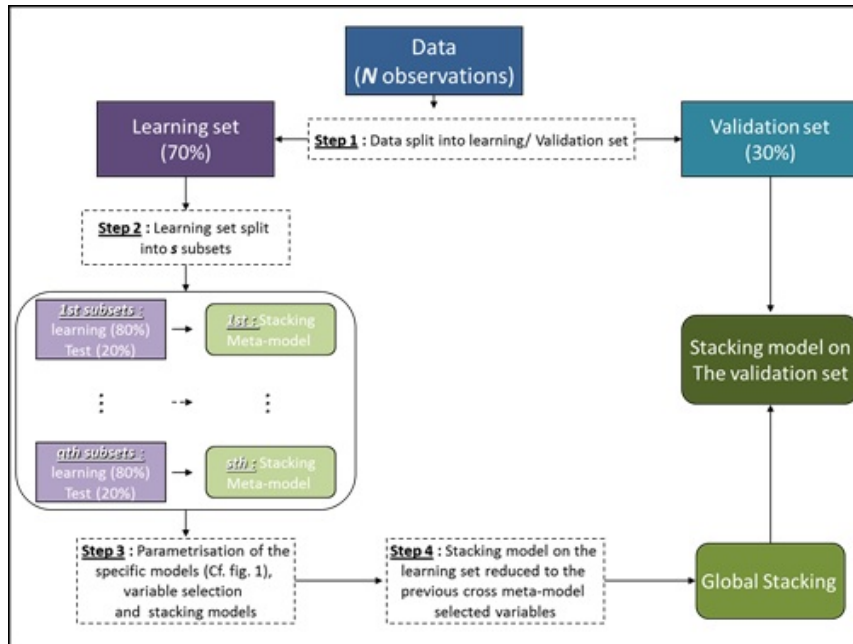 Data
(N observations)
Learning set
(70%)
Step 1 : Data split into learning/ Validation set
Validation set
(30%)
Step 2 : Learning set split
into s subsets
1st subsets :
learning (80%)
Test (20%)
1st : Stacking
Meta-model
qth subsets :
learning (80%)
Test (20%)
sth : Stacking
Meta-model
Stacking model on
The validation set
Step 3 : Parametrisation of the
specific models (Cf. fig. 1),
variable selection
and stacking models
Step 4 : Stacking model on the
learning set reduced to the
previous cross meta-model
selected variables
Global Stacking